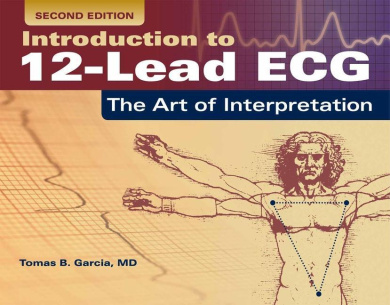 SECOND EDITION
Introduction to
12-Lead ECG
The Art of Interpretation
Tomas B. Garcia, MD